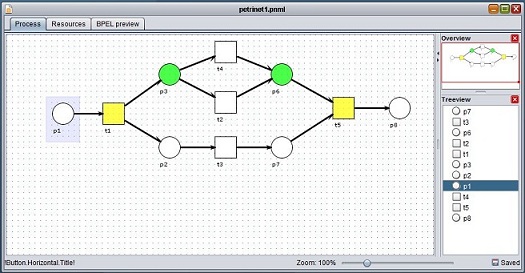 petrinet1.pnml
Process Resources BPEL preview
Overview
t4
p3
p6
t2
p1
t1
t5
p8
p2
t3
p7
Treeview
p7
t3
p6
t2
t1
p3
p2
p1
t4
t5
p8
!Button.Horizontal.Title!
Zoom: 100%
Saved